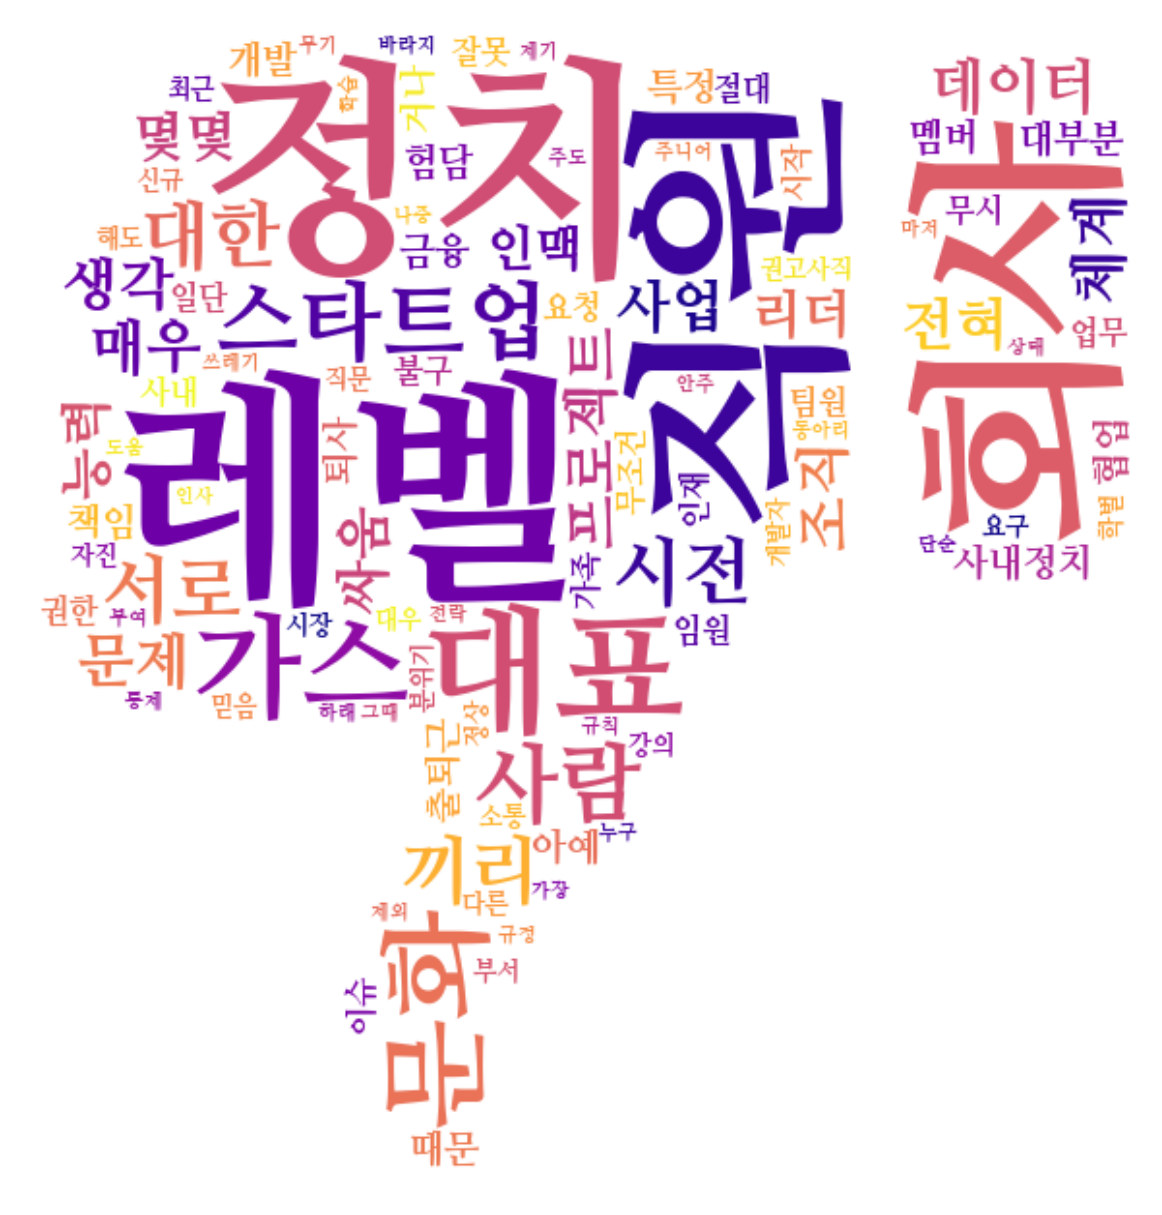 개발
무기
바라지
잘못
제기
최근
학습
거나
특정
절대
데이터
정치
몇몇
험담
주도
주니어
시작
직원
멤버
대부분
신규
나중
무시
해도
대한
금융
인맥
권고사직
마저
회사
체계
생각
일단
스타트업
요청
사업
리더
전혀
업무
상태
매우
쓰레기
직문
불구
프로젝트
안주
사내
팀원
동아리
능력
도움
레벨
퇴사
무조건
인재
조직
협업
인사
책임
싸움
개발자
학벌
요구
단순
사내정치
자진
서로
가족
시전
권한
부여
시장
대우
전략
임원
문제
가스
대표
분위기
통제
믿음
하래
그때
정상
규칙
강의
출퇴근
사람
소통
누구
끼리
아예
가장
다른
제외
규정
문화
부서
이슈
때문